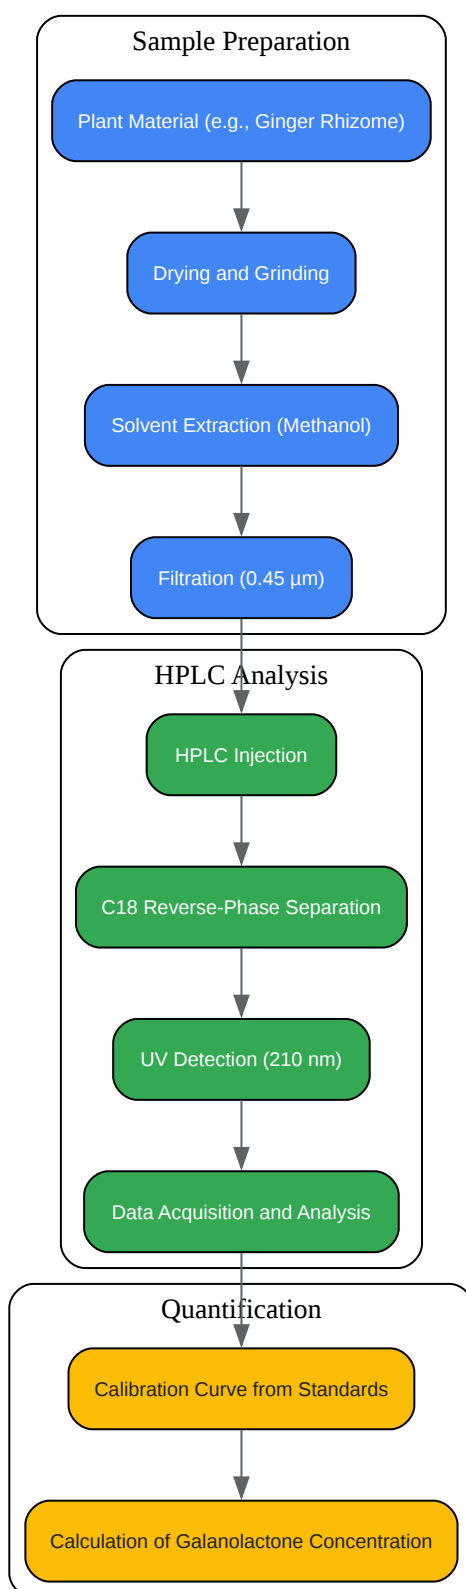 Sample Preparation
Plant Material (e.g., Ginger Rhizome)
Drying and Grinding
Solvent Extraction (Methanol)
Filtration (0.45 µm)
HPLC Analysis
HPLC Injection
C18 Reverse-Phase Separation
UV Detection (210 nm)
Data Acquisition and Analysis
Quantification
Calibration Curve from Standards
Calculation of Galanolactone Concentration